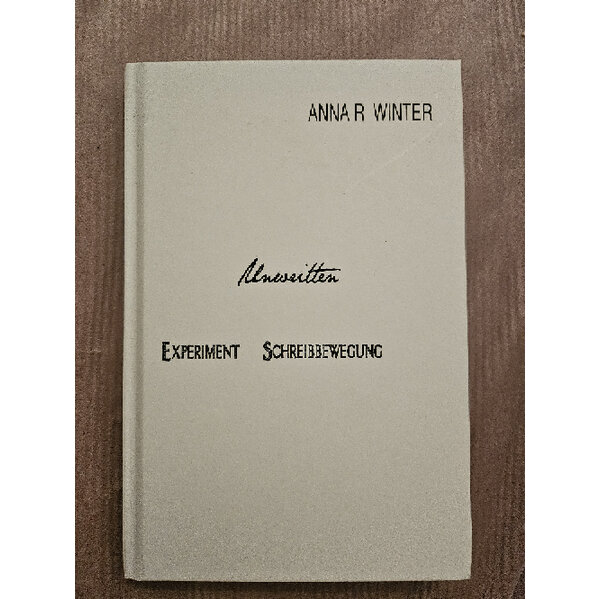 ANNA R WINTER
Unwritten
EXPERIMENT SCHREIBBEWEGUNG